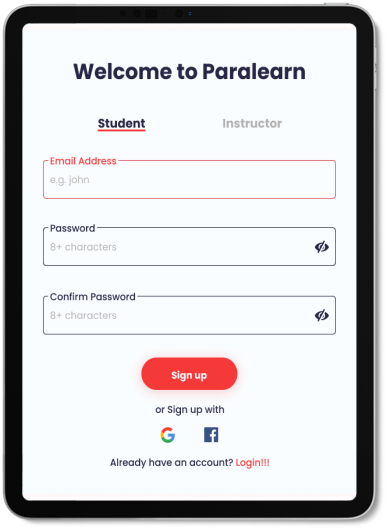 Welcome to Paralearn
Student Instructor
Email Address
e.g. john
Password
8+ characters
Confirm Password
8+ characters
Sign up
or Sign up with
Already have an account? Login!!!